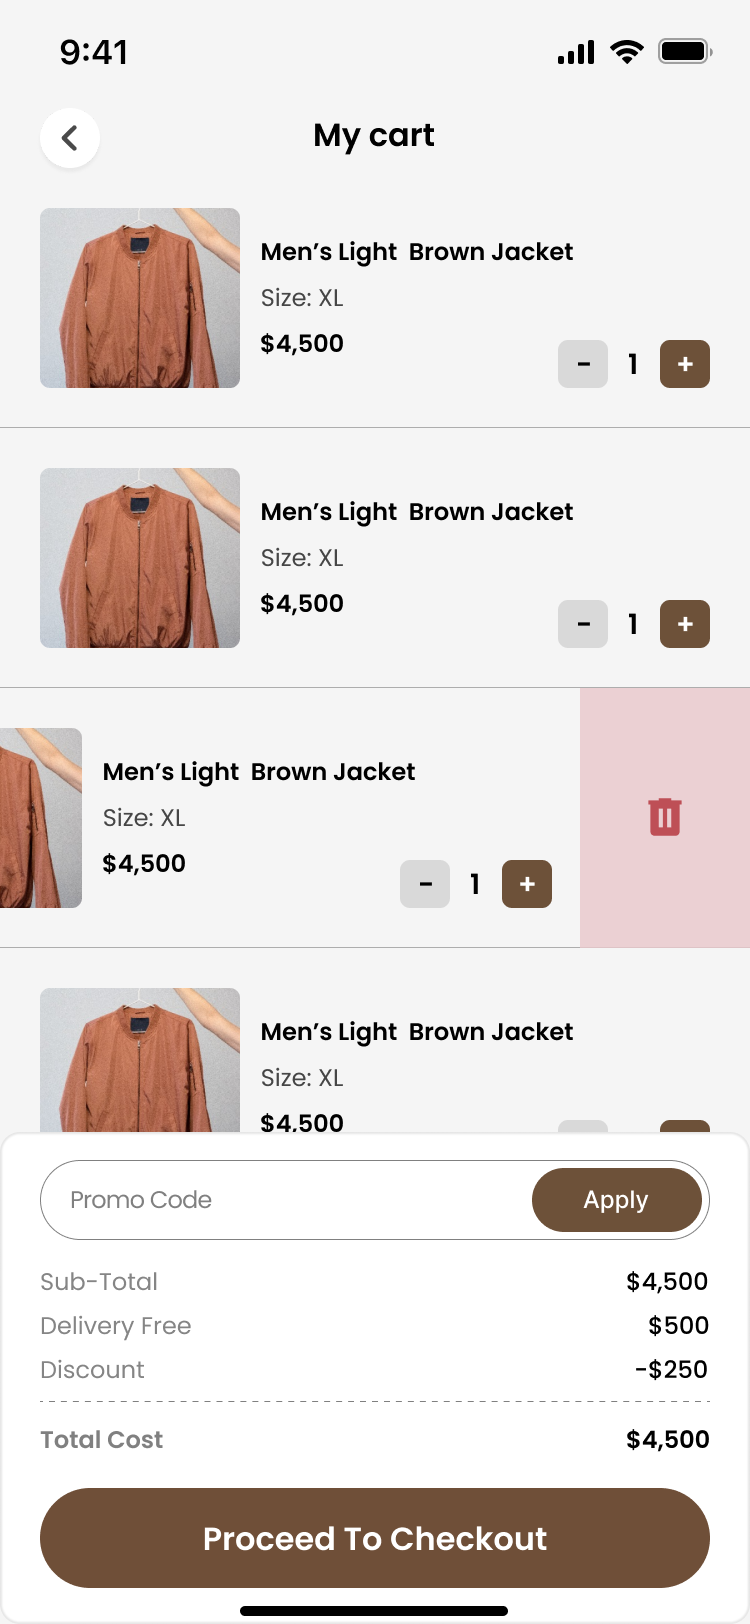 9:41
My cart
Men’s Light Brown Jacket
Size: XL
$4,500
- 1 +
Men’s Light Brown Jacket
Size: XL
$4,500
- 1 +
Men’s Light Brown Jacket
Size: XL
$4,500
- 1 +
Men’s Light Brown Jacket
Size: XL
$4,500
Promo Code Apply
Sub-Total $4,500
Delivery Free $500
Discount -$250
Total Cost $4,500
Proceed To Checkout